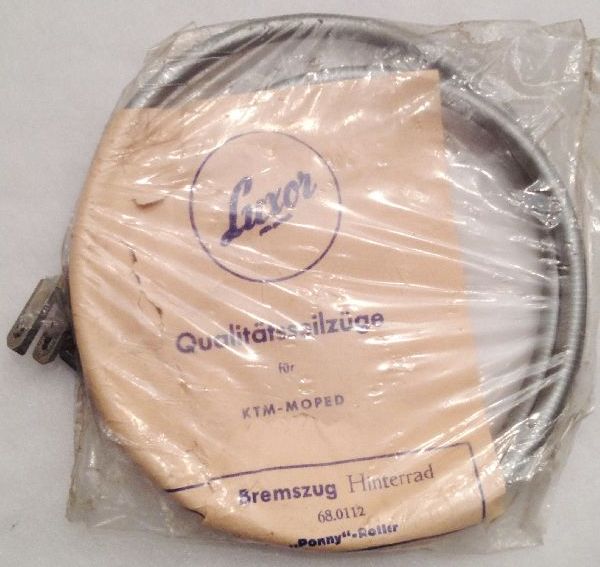 Luxor
Qualitätsseilzüge
für
KTM-MOPED
Bremszug Hinterrad
68.0112
„Ponny“-Roller